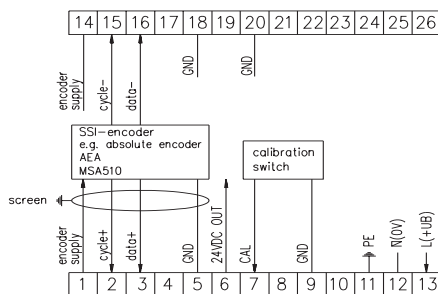 14 15 16 17 18 19 20 21 22 23 24 25 26
encoder
supply
cycle-
data-
GND
GND
SSI-encoder
e.g. absolute encoder
AEA
MSA510
calibration
switch
screen
encoder
supply
cycle+
data+
GND
24VDC OUT
CAL
GND
PE
N(0V)
L(+UB)
1 2 3 4 5 6 7 8 9 10 11 12 13